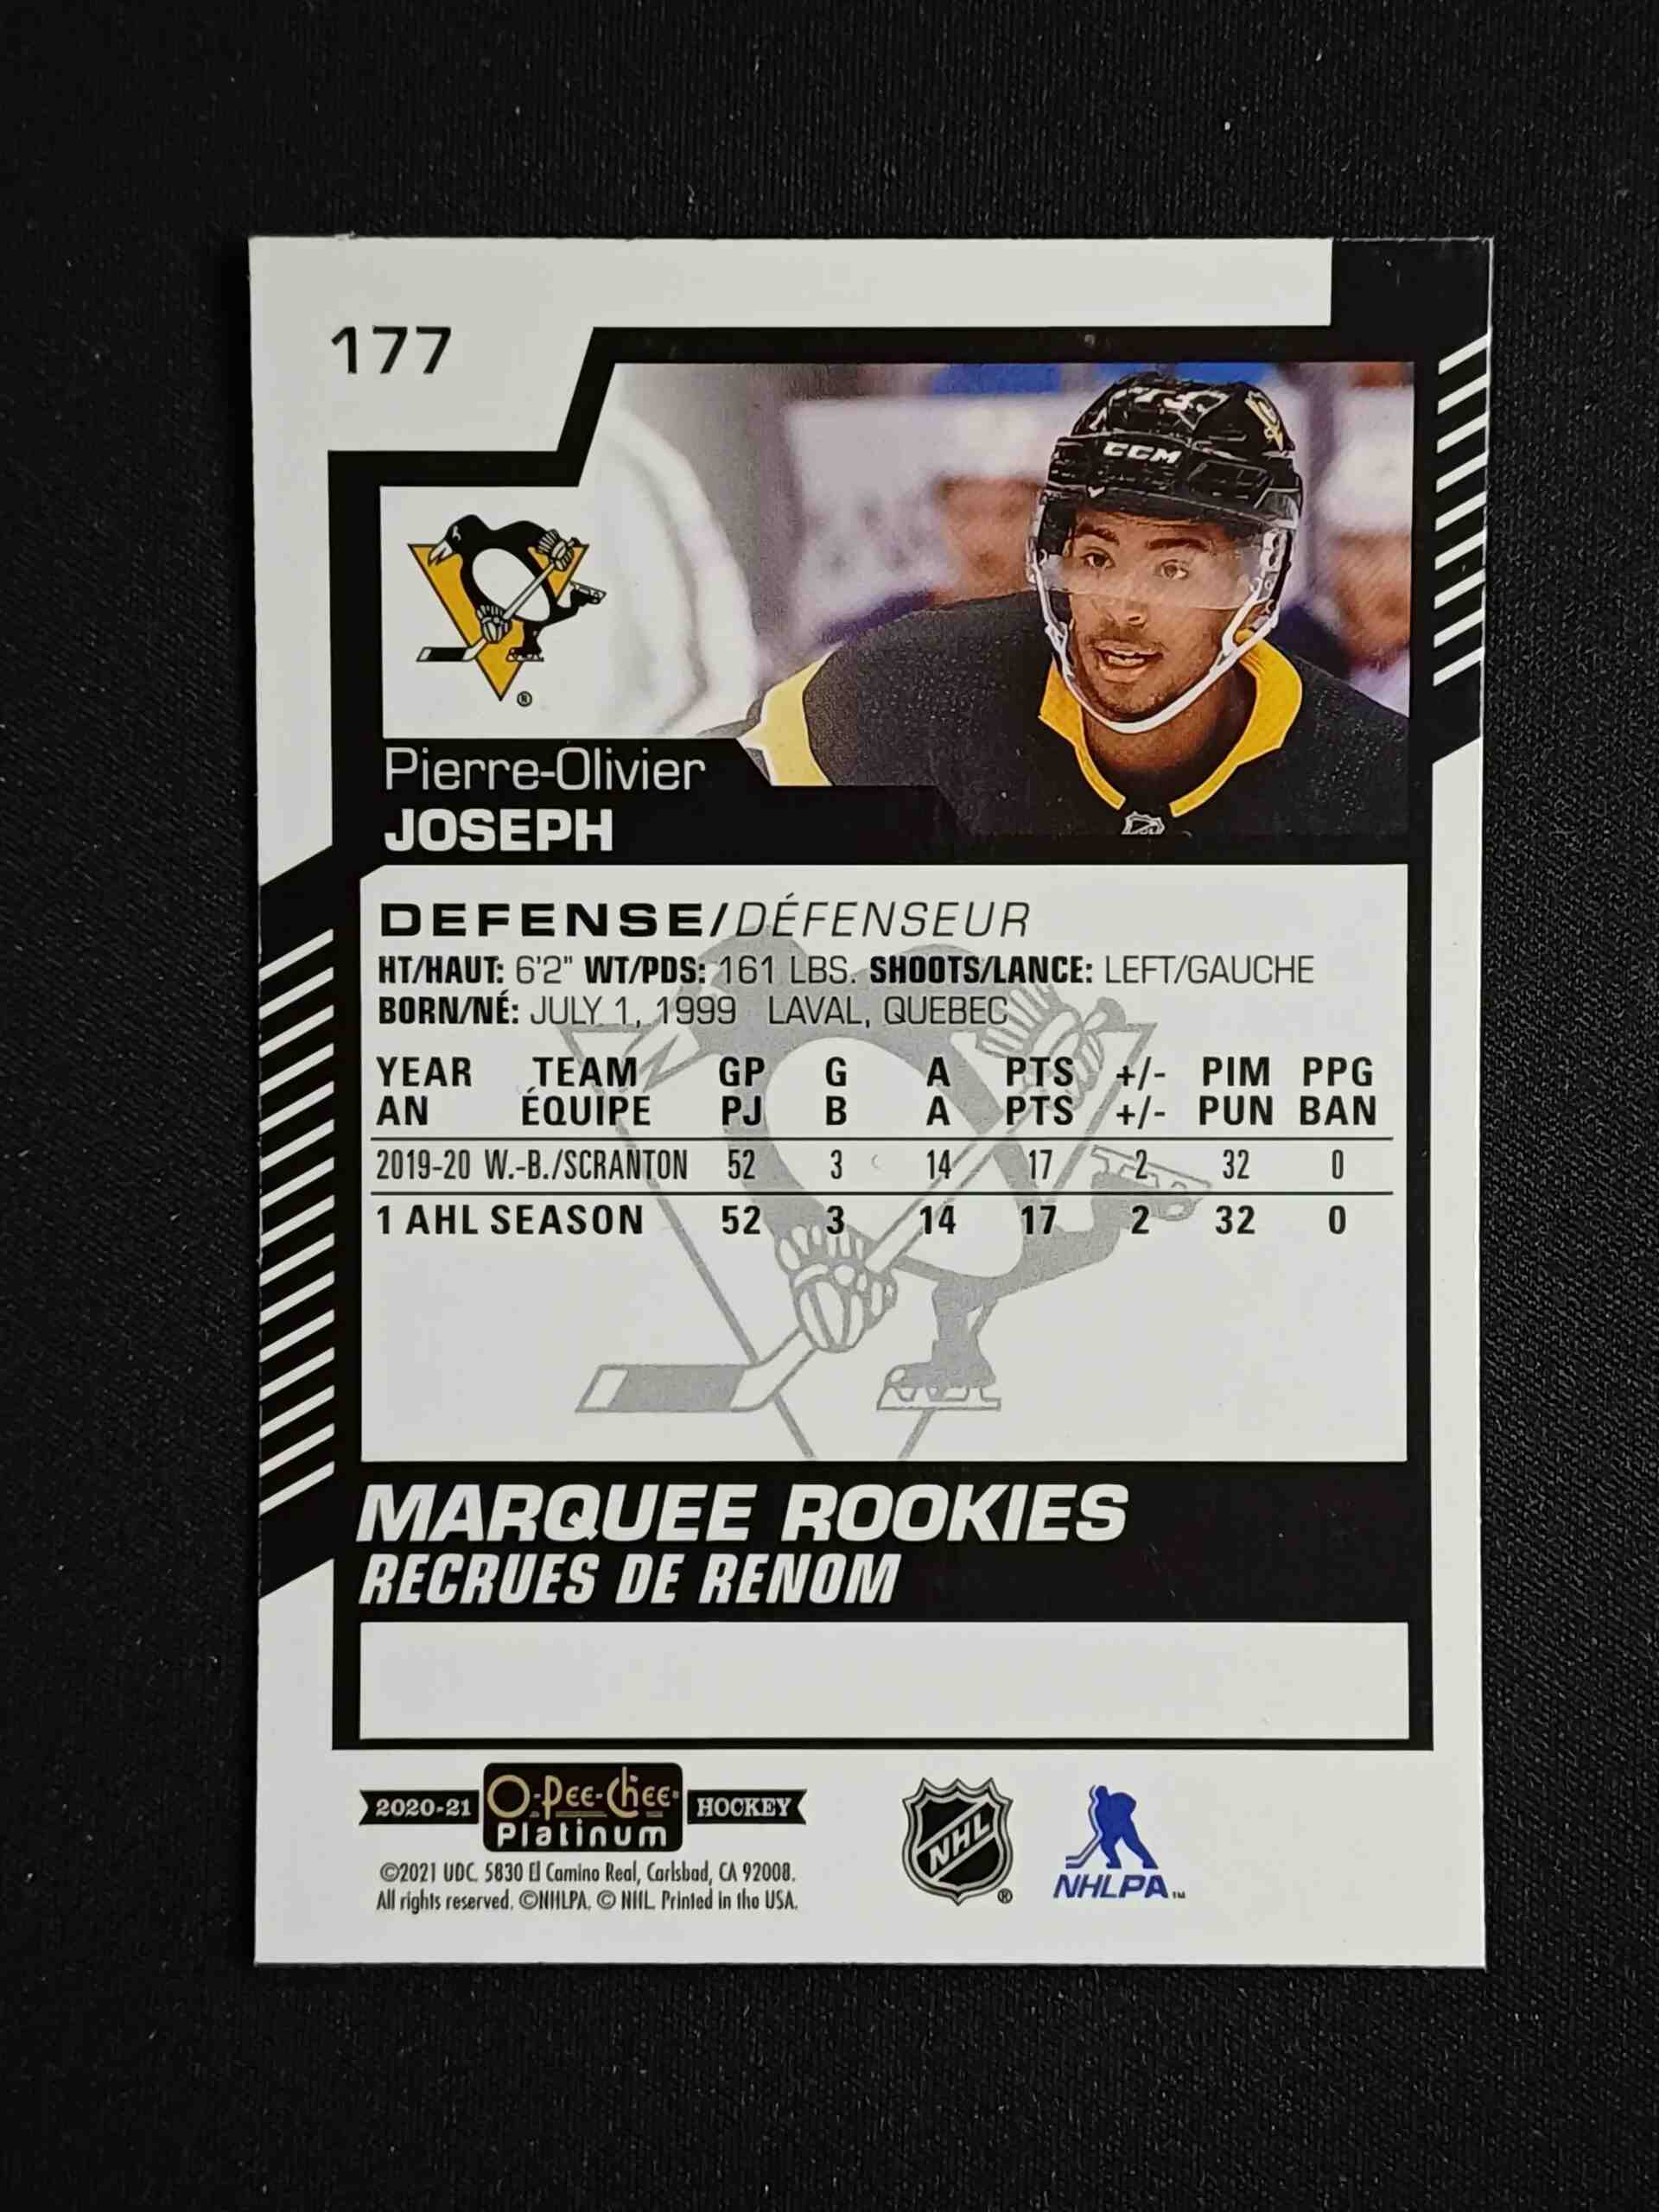 177
CCM
Pierre-Olivier
JOSEPH
DEFENSE/DÉFENSEUR
HT/HAUT: 6'2" WT/PDS: 161 LBS. SHOOTS/LANCE: LEFT/GAUCHE
BORN/NÉ: JULY 1, 1999 LAVAL, QUEBEC
YEAR TEAM GP G A PTS +/- PIM PPG
AN ÉQUIPE PJ B A PTS +/- PUN BAN
2019-20 W.-B./SCRANTON 52 3 14 17 2 32 0
1 AHL SEASON 52 3 14 17 2 32 0
MARQUEE ROOKIES
RECRUES DE RENOM
2020-21 O-Pee-Chee Platinum HOCKEY
©2021 UDC. 5830 El Camino Real, Carlsbad, CA 92008.
All rights reserved. ©NHLPA. © NHL. Printed in the USA.
NHL ®
NHLPA™